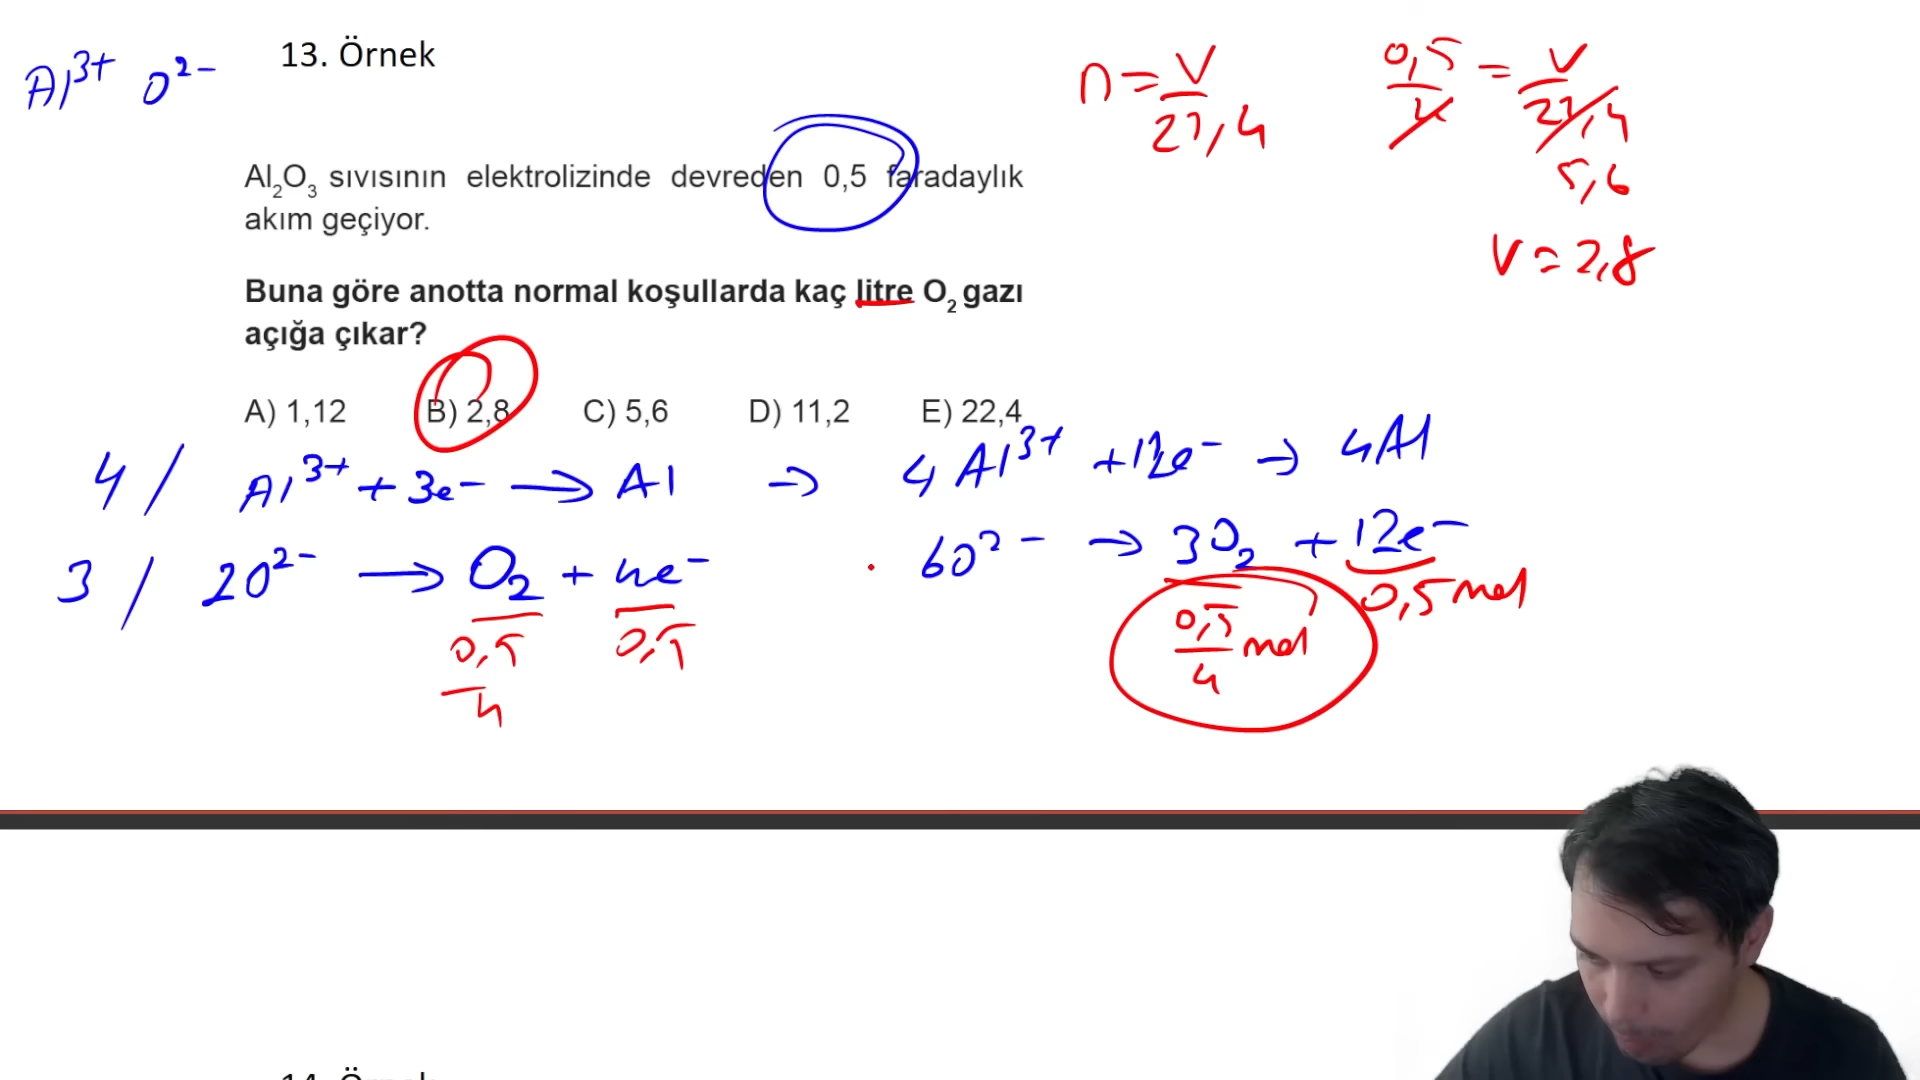 13. Örnek
Al3+ O2-
n = V/22,4
0,5/4 = V/22,4
5,6
V = 2,8
Al2O3 sıvısının elektrolizinde devreden 0,5 faradaylık
akım geçiyor.
Buna göre anotta normal koşullarda kaç litre O2 gazı
açığa çıkar?
A) 1,12 B) 2,8 C) 5,6 D) 11,2 E) 22,4
4 / Al3+ + 3e- → Al → 4Al3+ + 12e- → 4Al
3 / 2O2- → O2 + 4e- 6O2- → 3O2 + 12e-
0,5/4 0,5 0,5/4 mol 0,5 mol
14. Örnek